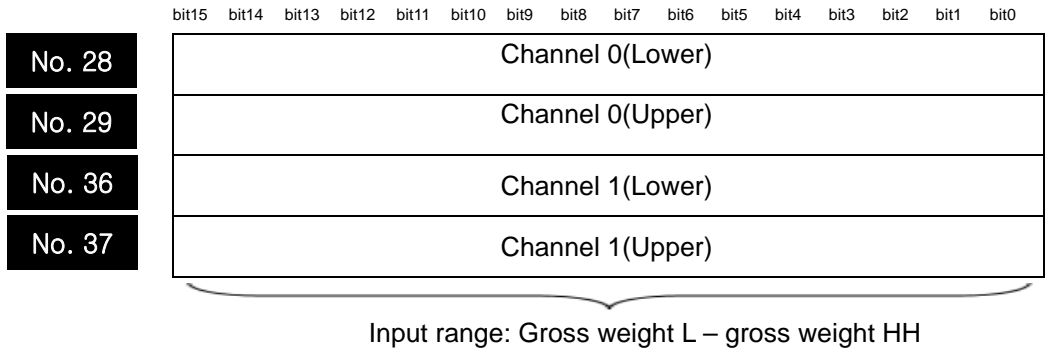 bit15 bit14 bit13 bit12 bit11 bit10 bit9 bit8 bit7 bit6 bit5 bit4 bit3 bit2 bit1 bit0
No. 28 Channel 0(Lower)
No. 29 Channel 0(Upper)
No. 36 Channel 1(Lower)
No. 37 Channel 1(Upper)
Input range: Gross weight L – gross weight HH